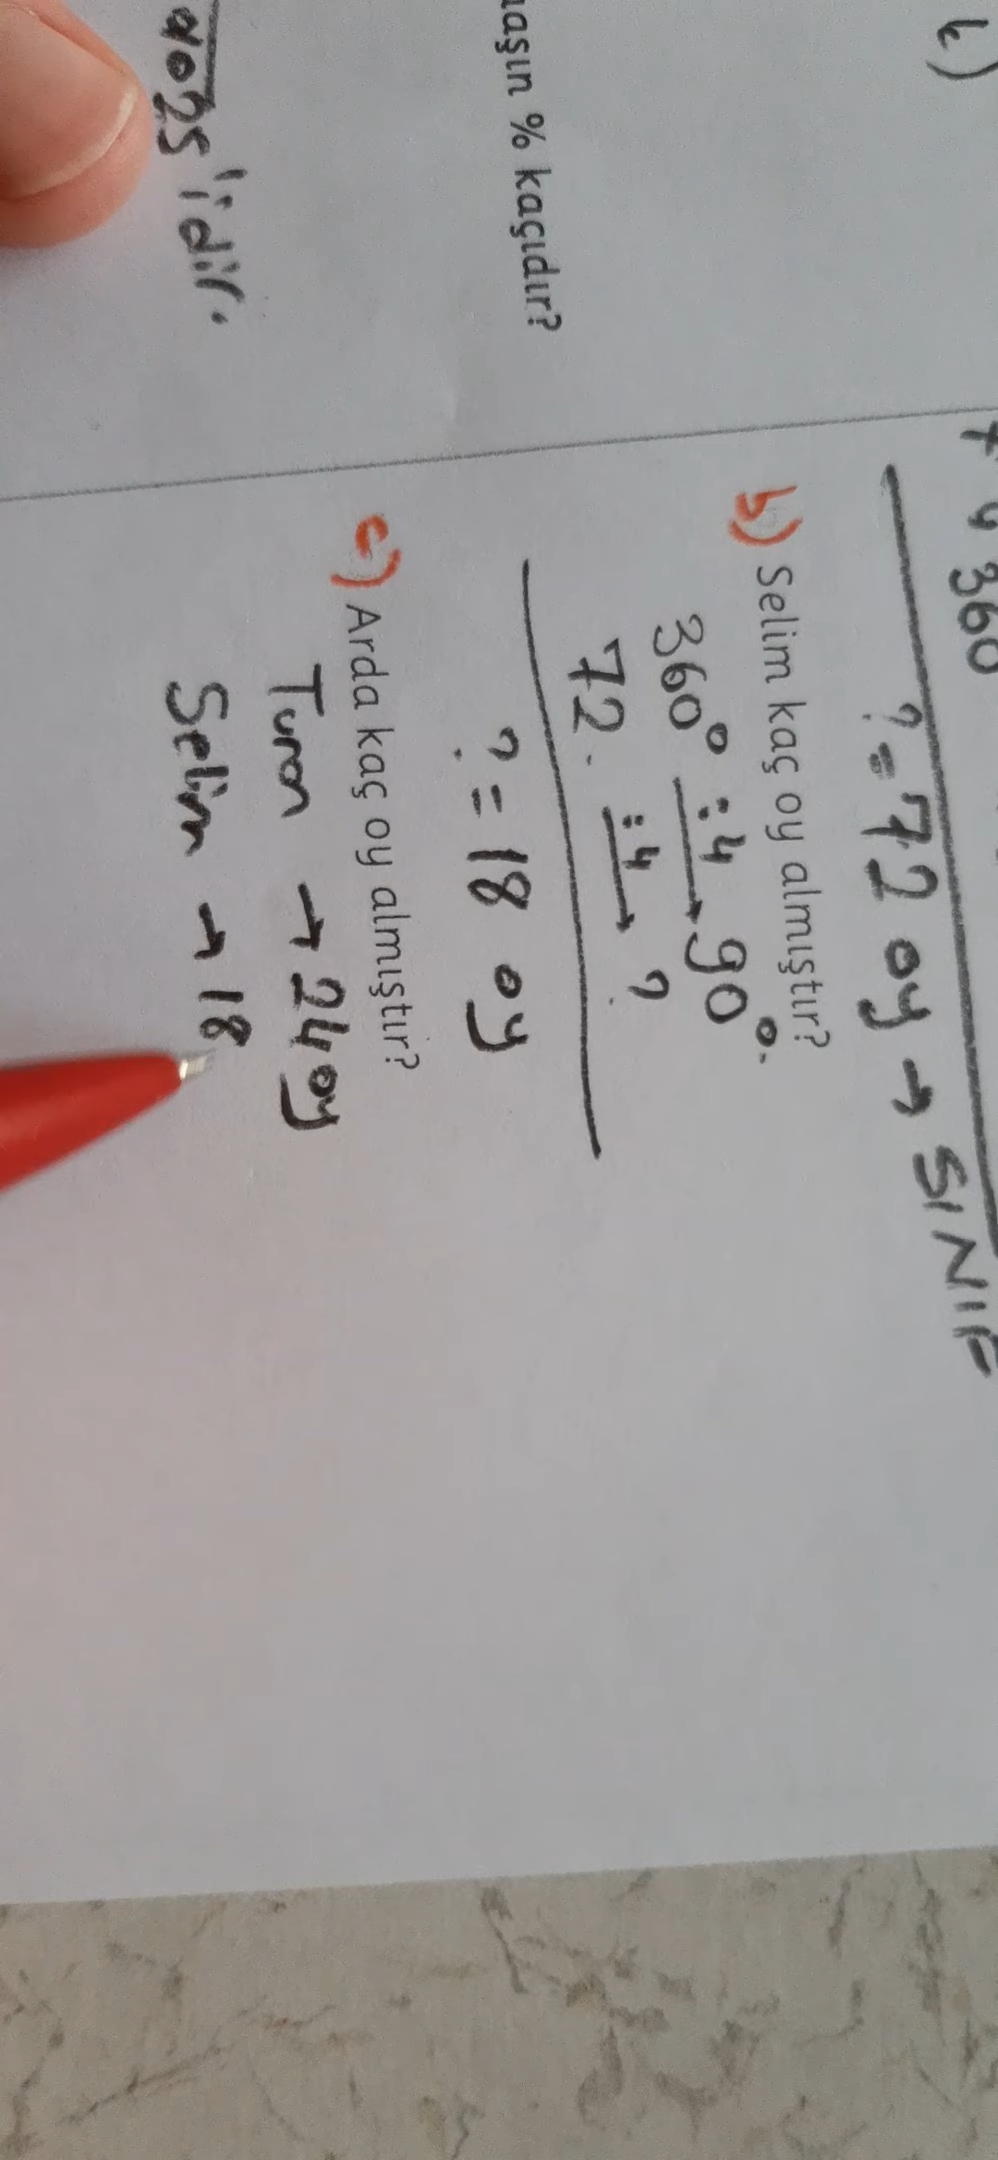 k)
naşın % kaçıdır?
%25'idir.
360
? = 72 oy → SINIF
b) Selim kaç oy almıştır?
360° :4→ 90°.
72. :4→ ?
? = 18 oy
c) Arda kaç oy almıştır?
Turan → 24 oy
Selim → 18